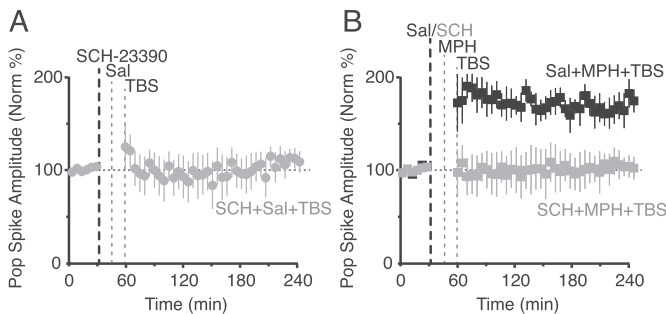 A
SCH-23390
Sal
TBS
Pop Spike Amplitude (Norm %)
200
100
0
SCH+Sal+TBS
0 60 120 180 240
Time (min)
B
Sal/SCH
MPH
TBS
Sal+MPH+TBS
Pop Spike Amplitude (Norm %)
200
100
0
SCH+MPH+TBS
0 60 120 180 240
Time (min)